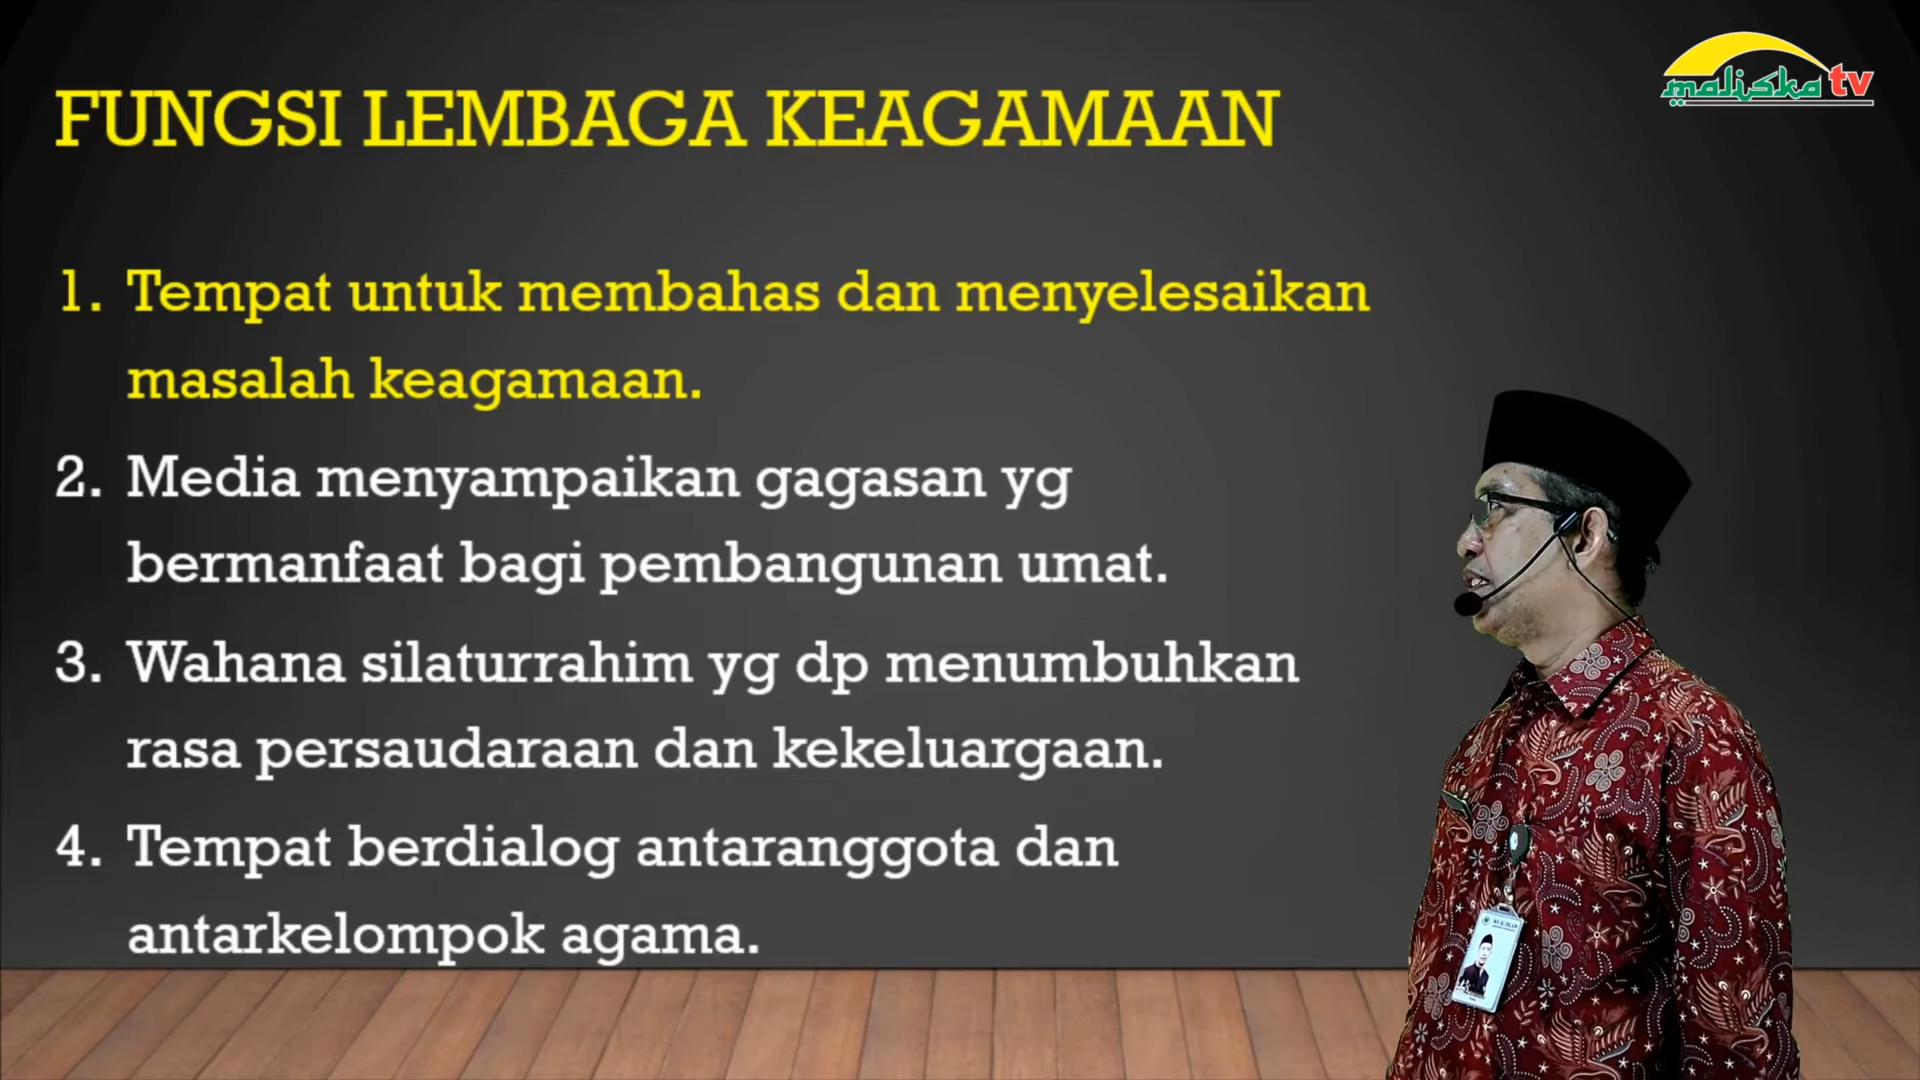 maliska tv
FUNGSI LEMBAGA KEAGAMAAN
1. Tempat untuk membahas dan menyelesaikan
masalah keagamaan.
2. Media menyampaikan gagasan yg
bermanfaat bagi pembangunan umat.
3. Wahana silaturrahim yg dp menumbuhkan
rasa persaudaraan dan kekeluargaan.
4. Tempat berdialog antaranggota dan
antarkelompok agama.